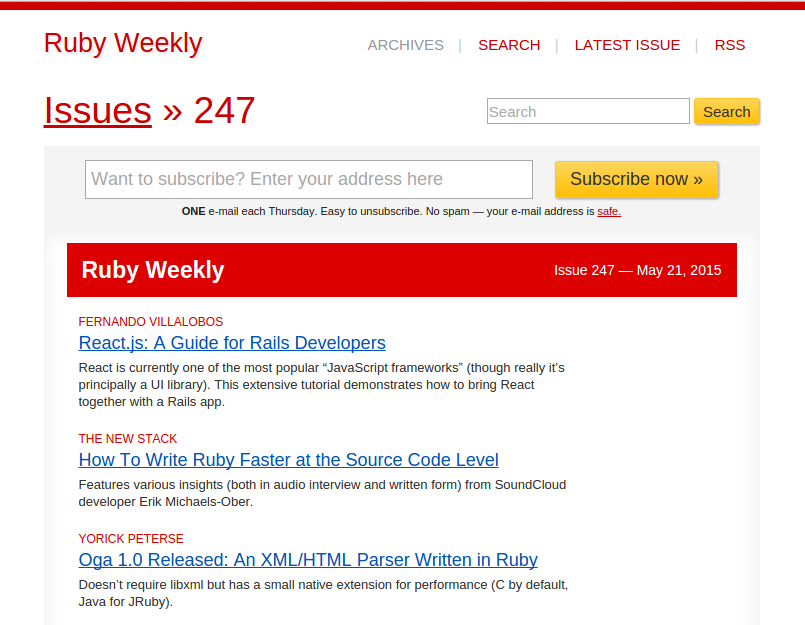 Ruby Weekly
ARCHIVES | SEARCH | LATEST ISSUE | RSS
Issues » 247
Search
Search
Want to subscribe? Enter your address here
Subscribe now »
ONE e-mail each Thursday. Easy to unsubscribe. No spam — your e-mail address is safe.
Ruby Weekly
Issue 247 — May 21, 2015
FERNANDO VILLALOBOS
React.js: A Guide for Rails Developers
React is currently one of the most popular “JavaScript frameworks” (though really it’s
principally a UI library). This extensive tutorial demonstrates how to bring React
together with a Rails app.
THE NEW STACK
How To Write Ruby Faster at the Source Code Level
Features various insights (both in audio interview and written form) from SoundCloud
developer Erik Michaels-Ober.
YORICK PETERSE
Oga 1.0 Released: An XML/HTML Parser Written in Ruby
Doesn’t require libxml but has a small native extension for performance (C by default,
Java for JRuby).